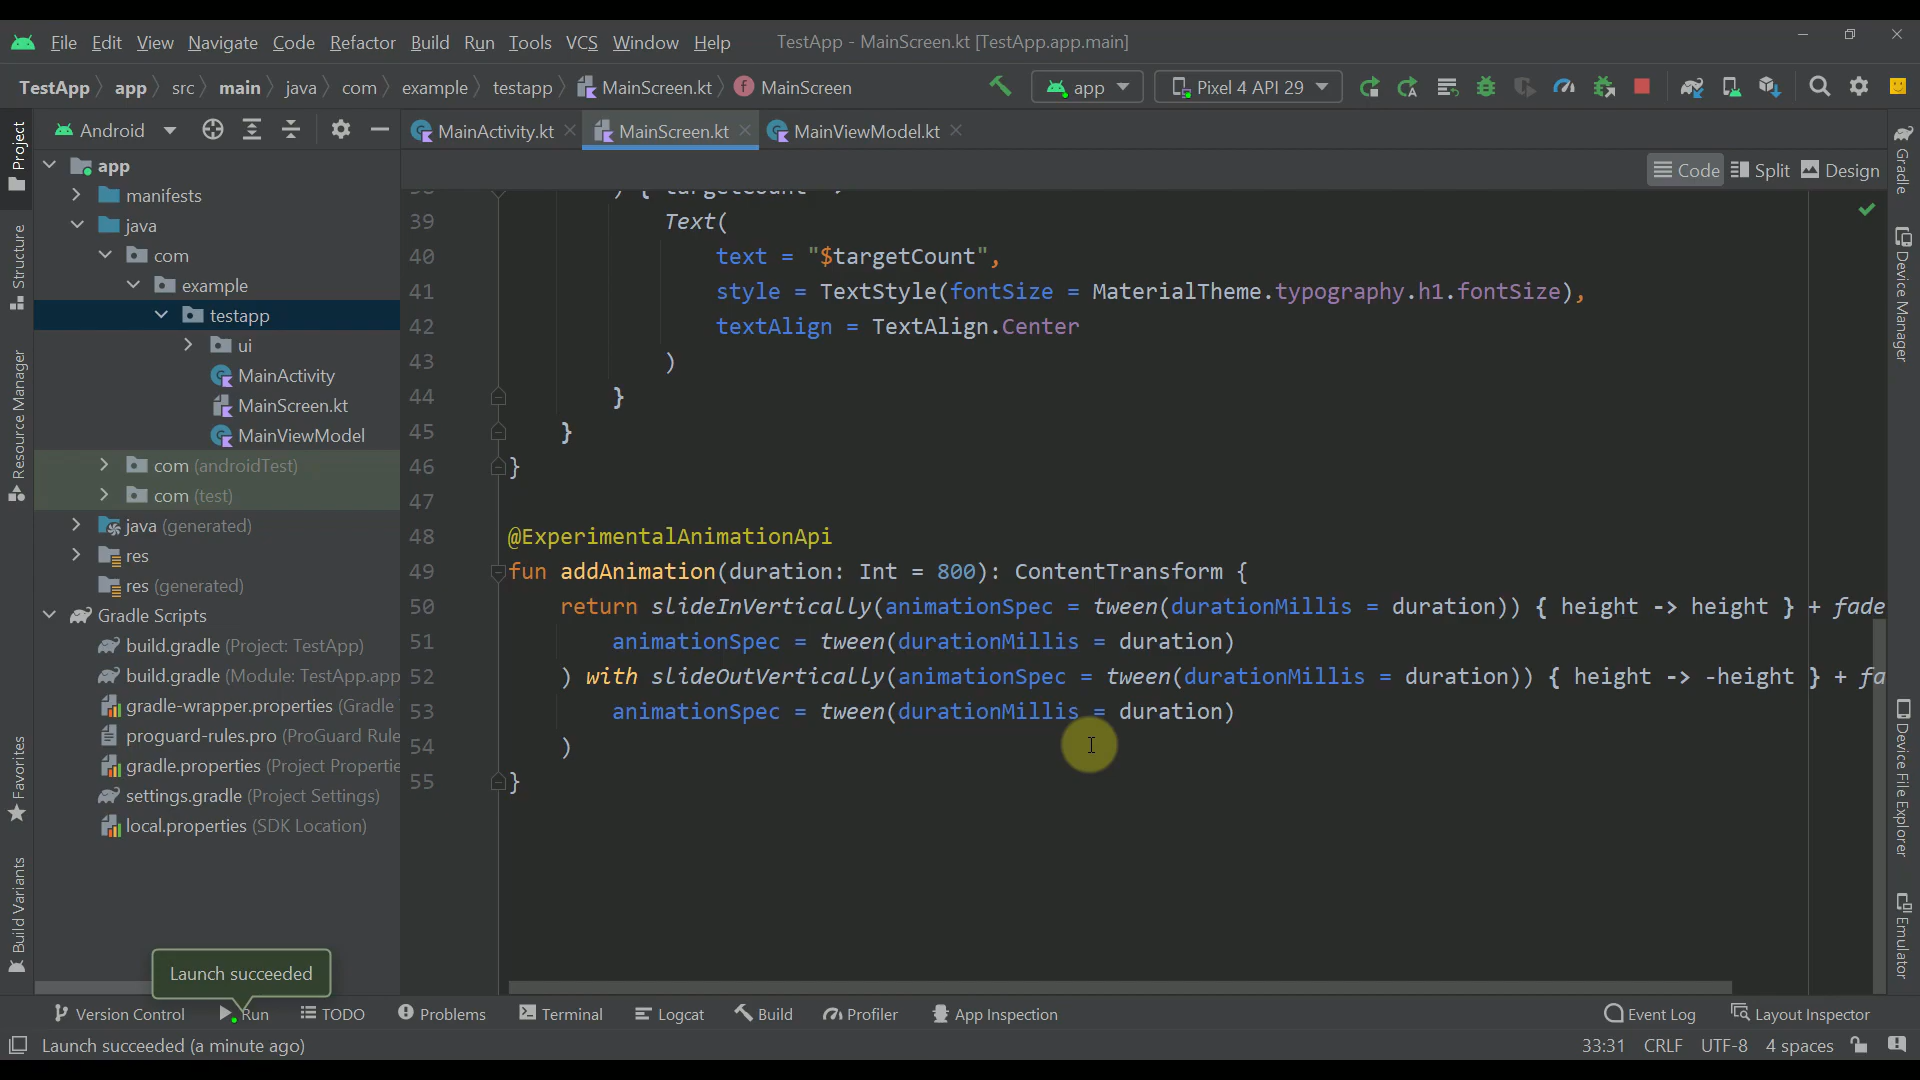 File Edit View Navigate Code Refactor Build Run Tools VCS Window Help TestApp - MainScreen.kt [TestApp.app.main]
TestApp app src main java com example testapp MainScreen.kt MainScreen app Pixel 4 API 29
Project
Structure
Resource Manager
Favorites
Build Variants
Android
app
manifests
java
com
example
testapp
ui
MainActivity
MainScreen.kt
MainViewModel
com (androidTest)
com (test)
java (generated)
res
res (generated)
Gradle Scripts
build.gradle (Project: TestApp)
build.gradle (Module: TestApp.app
gradle-wrapper.properties (Gradle
proguard-rules.pro (ProGuard Rule
gradle.properties (Project Propertie
settings.gradle (Project Settings)
local.properties (SDK Location)
MainActivity.kt MainScreen.kt MainViewModel.kt
Code Split Design
) { targetCount ->
39 Text(
40 text = "$targetCount",
41 style = TextStyle(fontSize = MaterialTheme.typography.h1.fontSize),
42 textAlign = TextAlign.Center
43 )
44 }
45 }
46 }
47
48 @ExperimentalAnimationApi
49 fun addAnimation(duration: Int = 800): ContentTransform {
50 return slideInVertically(animationSpec = tween(durationMillis = duration)) { height -> height } + fade
51 animationSpec = tween(durationMillis = duration)
52 ) with slideOutVertically(animationSpec = tween(durationMillis = duration)) { height -> -height } + fa
53 animationSpec = tween(durationMillis = duration)
54 )
55 }
Gradle
Device Manager
Device File Explorer
Emulator
Launch succeeded
Version Control Run TODO Problems Terminal Logcat Build Profiler App Inspection Event Log Layout Inspector
Launch succeeded (a minute ago) 33:31 CRLF UTF-8 4 spaces